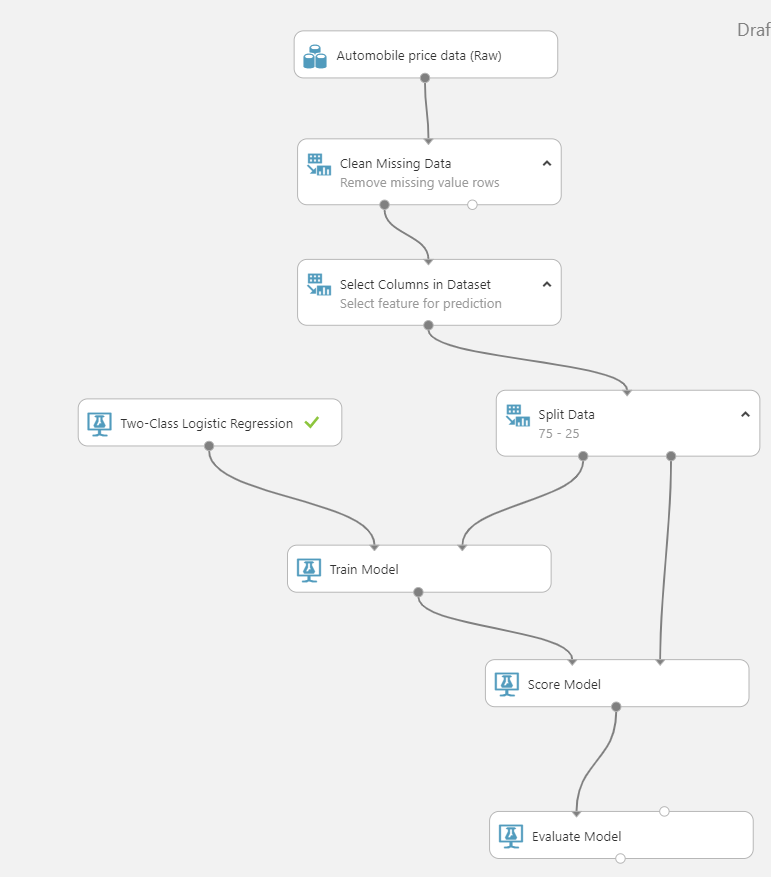 Draf
Automobile price data (Raw)
Clean Missing Data
Remove missing value rows
Select Columns in Dataset
Select feature for prediction
Two-Class Logistic Regression
Split Data
75 - 25
Train Model
Score Model
Evaluate Model